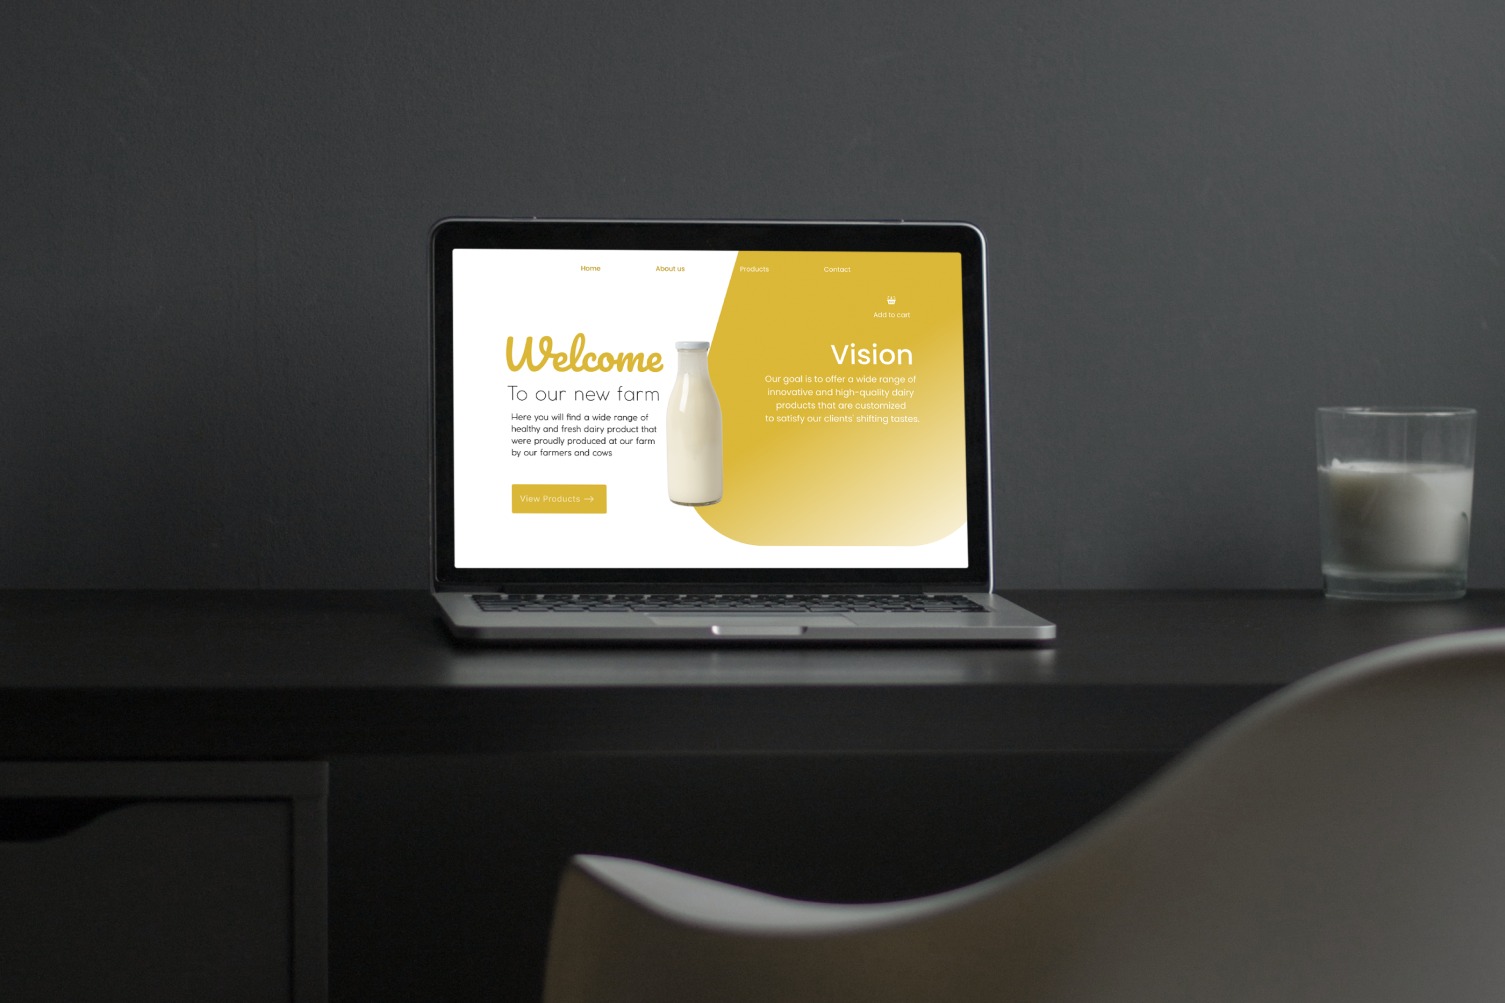 Home
About us
Products
Contact
Add to cart
Welcome
To our new farm
Here you will find a wide range of
healthy and fresh dairy product that
were proudly produced at our farm
by our farmers and cows
View Products →
Vision
Our goal is to offer a wide range of
innovative and high-quality dairy
products that are customized
to satisfy our clients' shifting tastes.